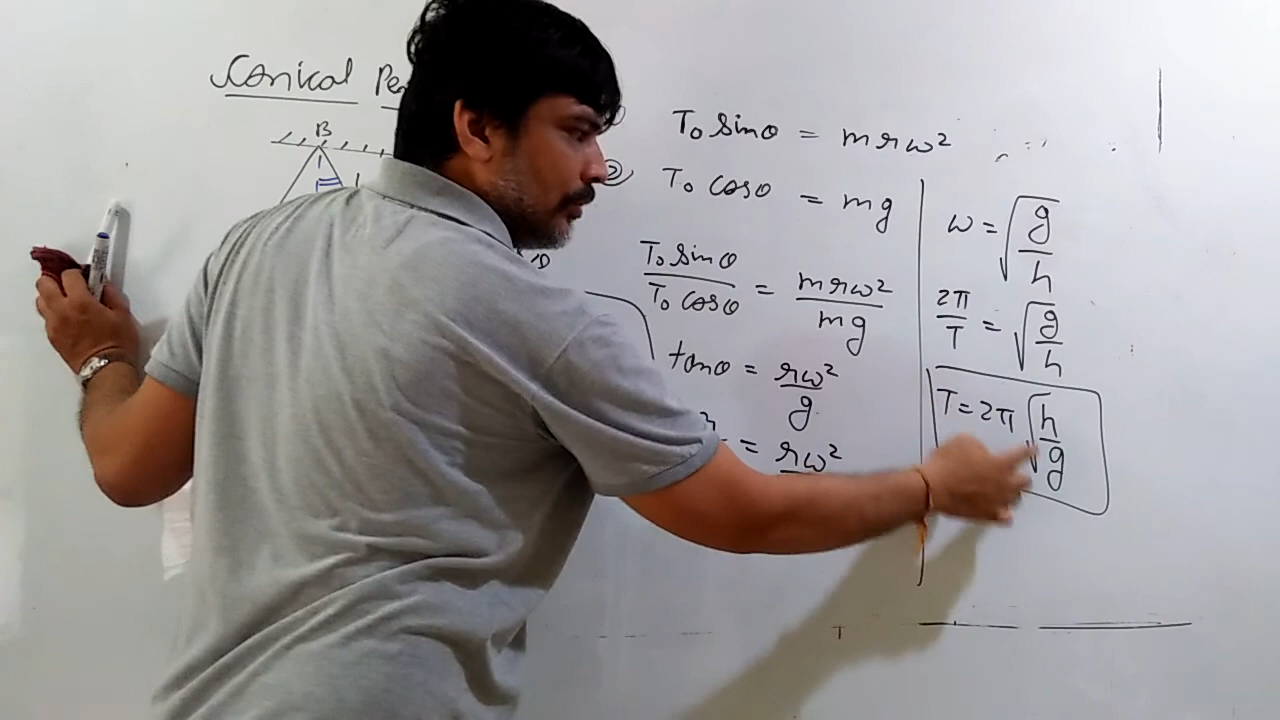 Conical Pe
B
T₀ sinθ = mrω²
② T₀ cosθ = mg
T₀ sinθ / T₀ cosθ = mrω² / mg
tanθ = rω² / g
= rω²
ω = √(g/h)
2π/T = √(g/h)
T = 2π √(h/g)